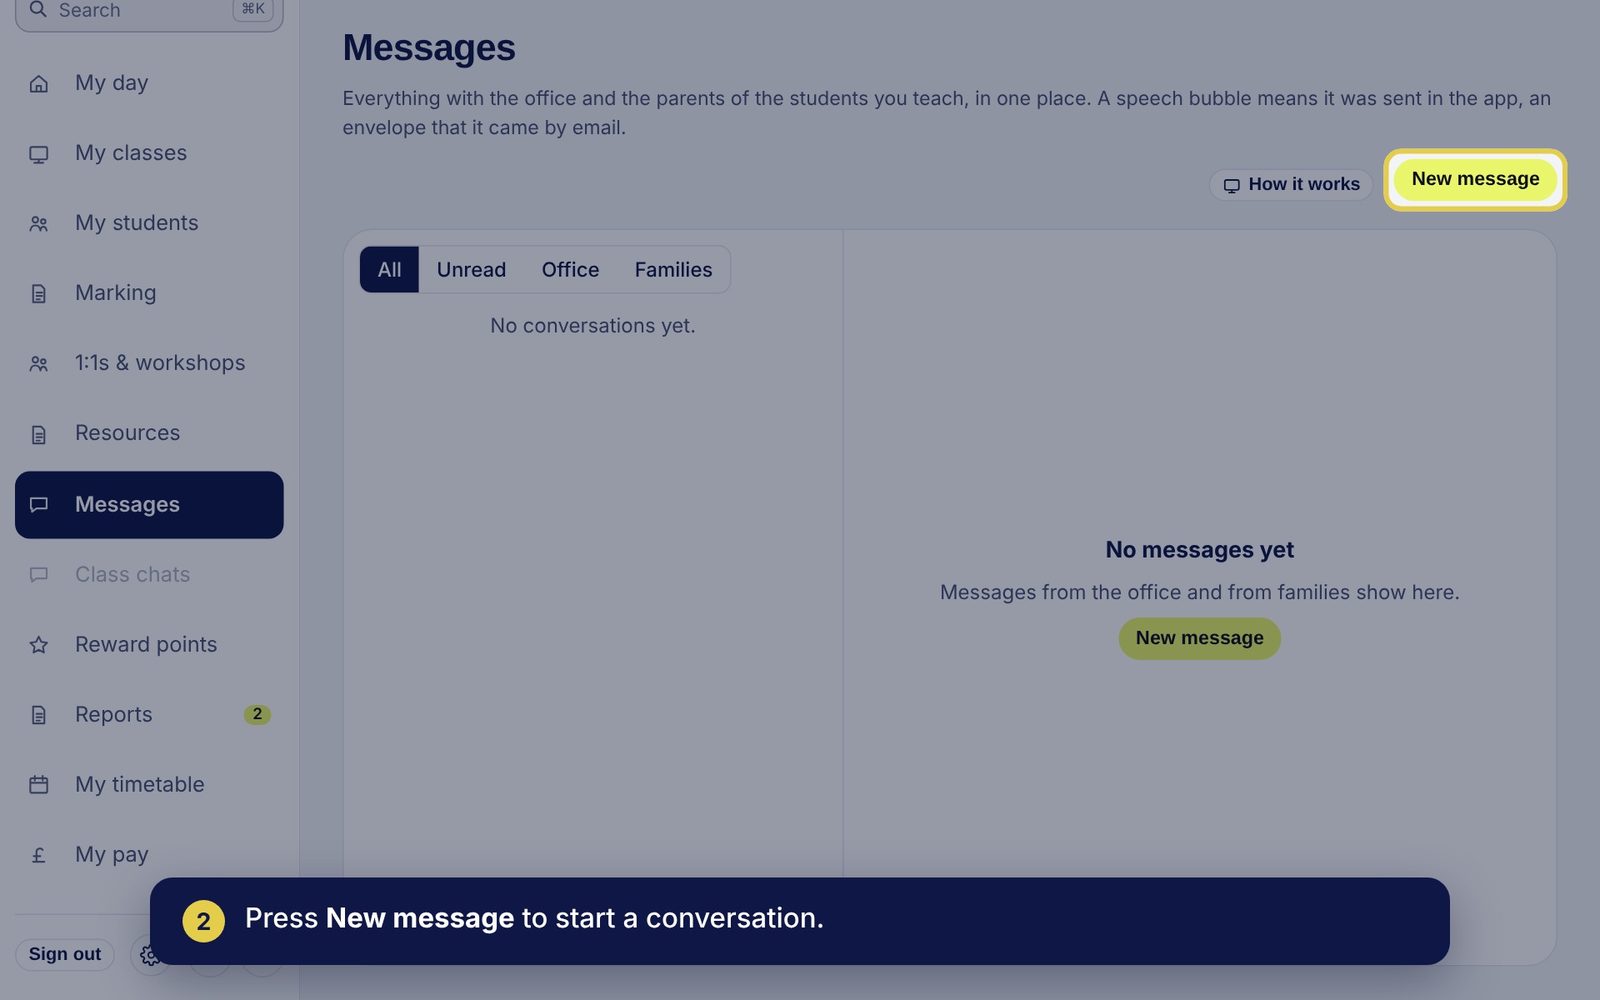 Search
⌘K
My day
My classes
My students
Marking
1:1s & workshops
Resources
Messages
Class chats
Reward points
Reports
2
My timetable
£
My pay
Sign out
Messages
Everything with the office and the parents of the students you teach, in one place. A speech bubble means it was sent in the app, an
envelope that it came by email.
How it works
New message
All
Unread
Office
Families
No conversations yet.
No messages yet
Messages from the office and from families show here.
New message
2
Press New message to start a conversation.